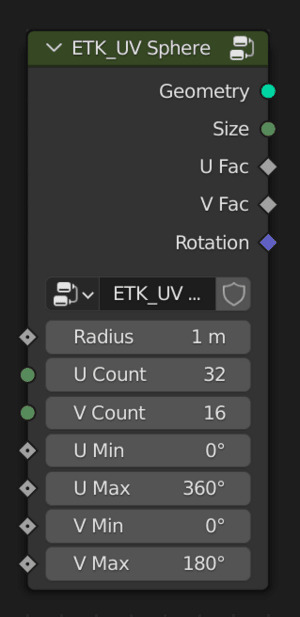 ETK_UV Sphere
Geometry
Size
U Fac
V Fac
Rotation
ETK_UV ...
Radius 1 m
U Count 32
V Count 16
U Min 0°
U Max 360°
V Min 0°
V Max 180°